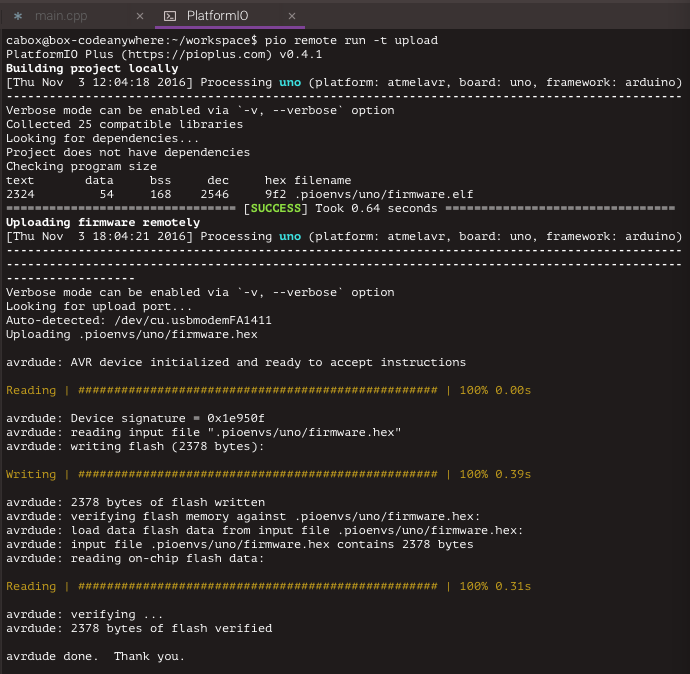 main.cpp × PlatformIO ×
cabox@box-codeanywhere:~/workspace$ pio remote run -t upload
PlatformIO Plus (https://pioplus.com) v0.4.1
Building project locally
[Thu Nov  3 12:04:18 2016] Processing uno (platform: atmelavr, board: uno, framework: arduino)
----------------------------------------------------------------------------------------------
Verbose mode can be enabled via `-v, --verbose` option
Collected 25 compatible libraries
Looking for dependencies...
Project does not have dependencies
Checking program size
text       data     bss     dec     hex filename
2324         54     168    2546     9f2 .pioenvs/uno/firmware.elf
================================ [SUCCESS] Took 0.64 seconds ================================
Uploading firmware remotely
[Thu Nov  3 18:04:21 2016] Processing uno (platform: atmelavr, board: uno, framework: arduino)
----------------------------------------------------------------------------------------------
----------------------------------------------------------------------------------------------
------------------
Verbose mode can be enabled via `-v, --verbose` option
Looking for upload port...
Auto-detected: /dev/cu.usbmodemFA1411
Uploading .pioenvs/uno/firmware.hex
avrdude: AVR device initialized and ready to accept instructions
Reading | ################################################## | 100% 0.00s
avrdude: Device signature = 0x1e950f
avrdude: reading input file ".pioenvs/uno/firmware.hex"
avrdude: writing flash (2378 bytes):
Writing | ################################################## | 100% 0.39s
avrdude: 2378 bytes of flash written
avrdude: verifying flash memory against .pioenvs/uno/firmware.hex:
avrdude: load data flash data from input file .pioenvs/uno/firmware.hex:
avrdude: input file .pioenvs/uno/firmware.hex contains 2378 bytes
avrdude: reading on-chip flash data:
Reading | ################################################## | 100% 0.31s
avrdude: verifying ...
avrdude: 2378 bytes of flash verified
avrdude done.  Thank you.